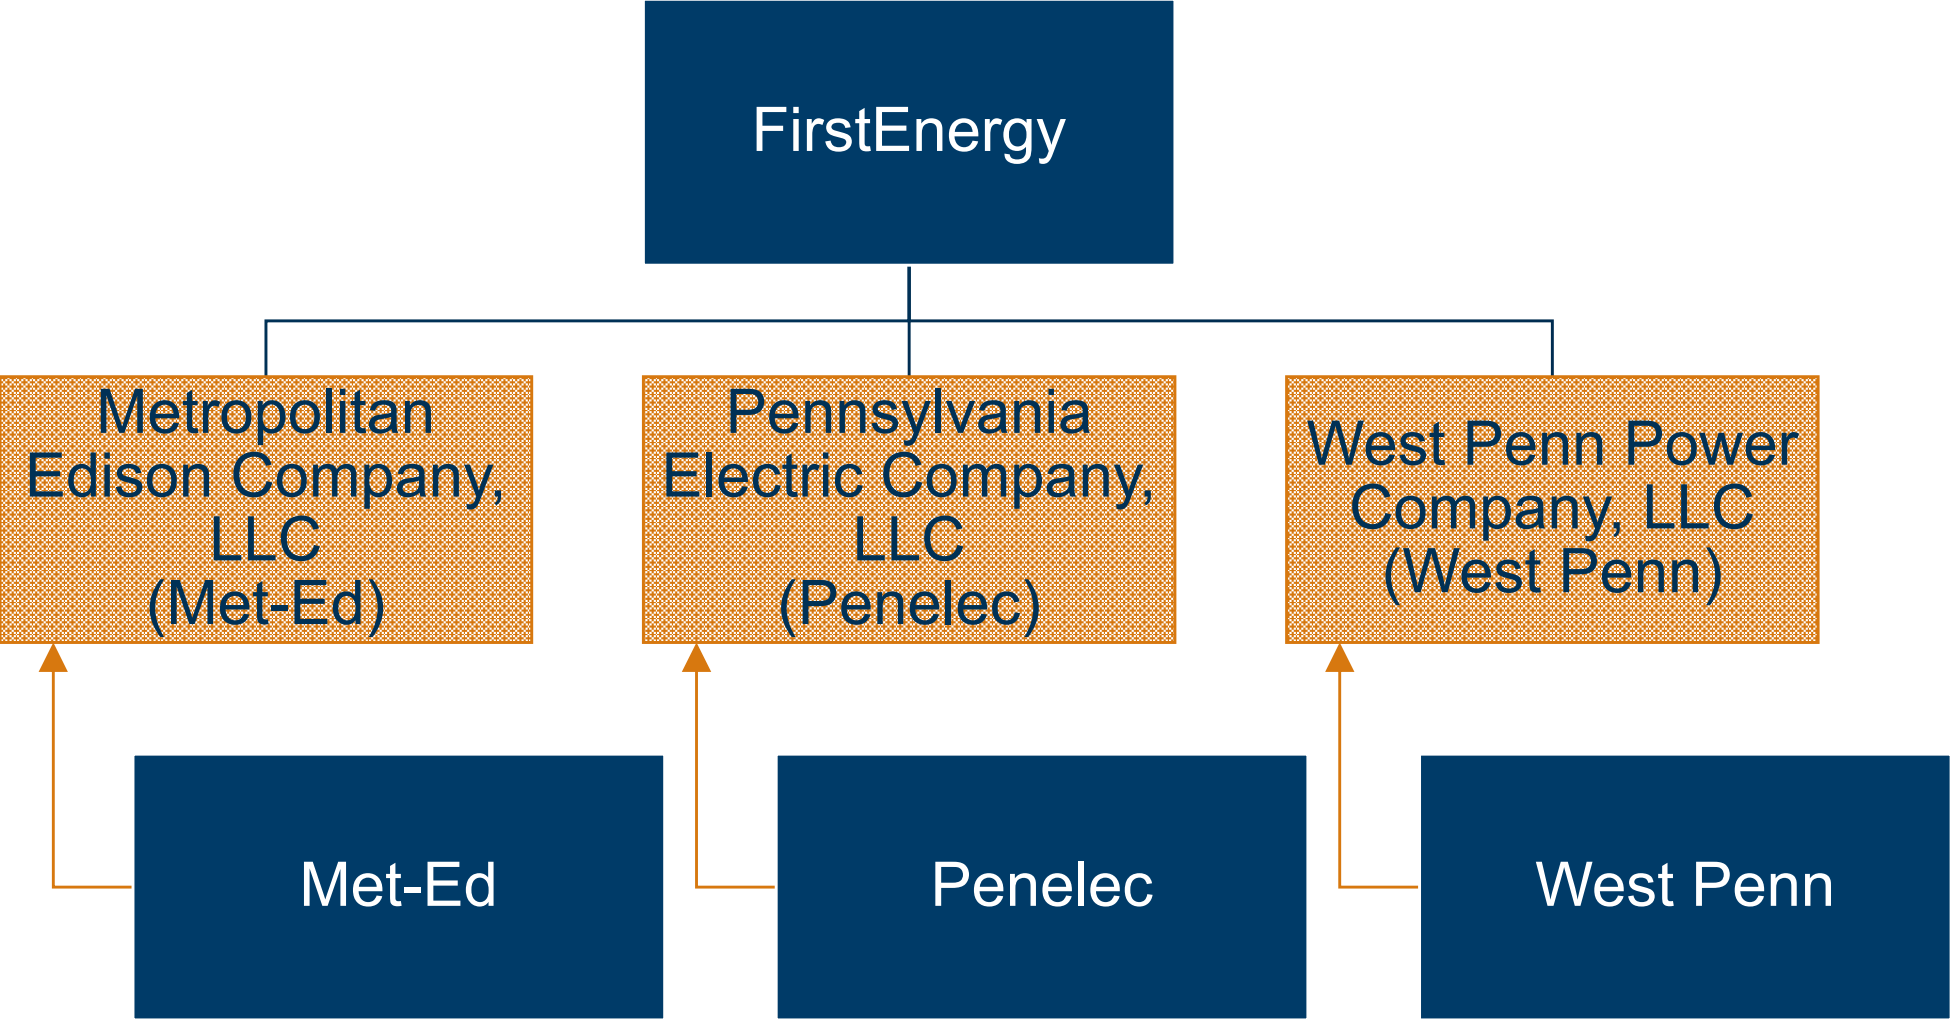 FirstEnergy
Metropolitan
Edison Company,
LLC
(Met-Ed)
Pennsylvania
Electric Company,
LLC
(Penelec)
West Penn Power
Company, LLC
(West Penn)
Met-Ed
Penelec
West Penn